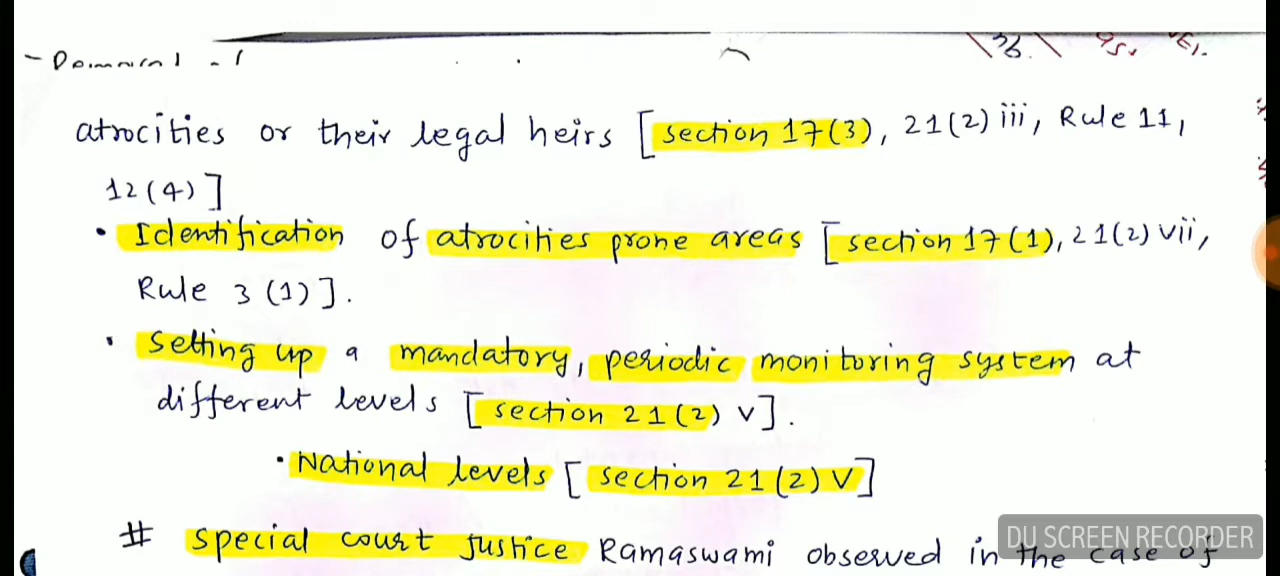 atrocities or their legal heirs [section 17(3), 21(2) iii, Rule 11,
12(4)]
• Identification of atrocities prone areas [section 17(1), 21(2) vii,
Rule 3 (1)].
• Setting up a mandatory, periodic monitoring system at
different levels [section 21(2) v].
• National levels [section 21(2) v]
# special court justice Ramaswami observed in the case of
DU SCREEN RECORDER